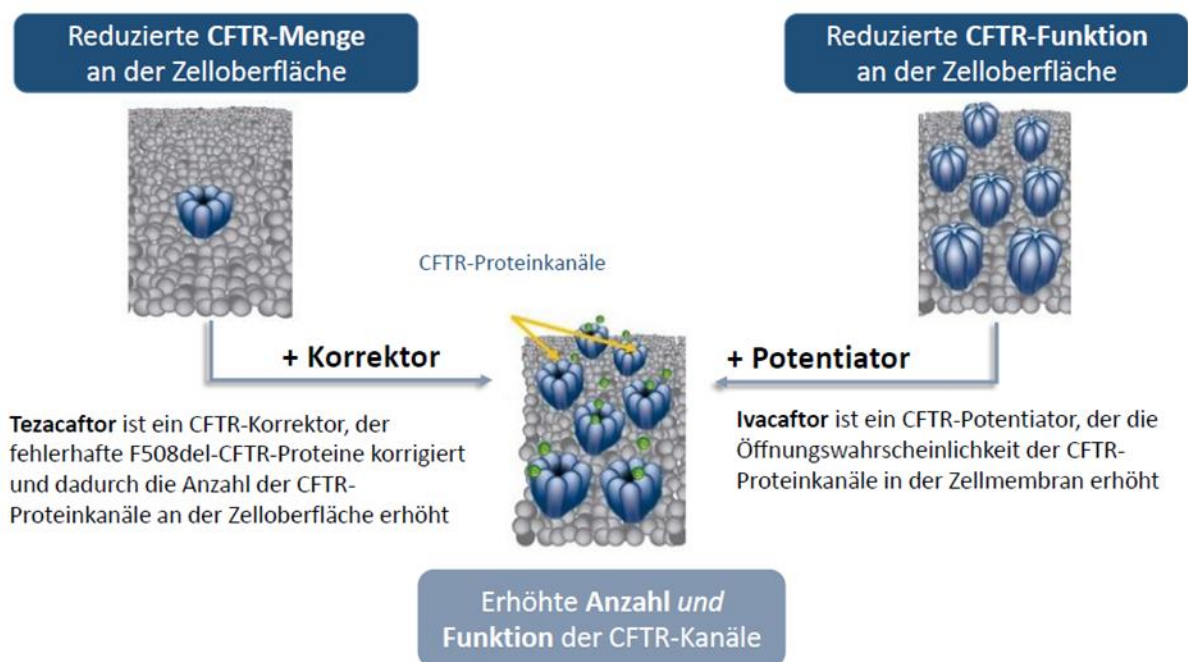 Reduzierte CFTR-Menge
an der Zelloberfläche
Reduzierte CFTR-Funktion
an der Zelloberfläche
CFTR-Proteinkanäle
+ Korrektor
+ Potentiator
Tezacaftor ist ein CFTR-Korrektor, der
fehlerhafte F508del-CFTR-Proteine korrigiert
und dadurch die Anzahl der CFTR-
Proteinkanäle an der Zelloberfläche erhöht
Ivacaftor ist ein CFTR-Potentiator, der die
Öffnungswahrscheinlichkeit der CFTR-
Proteinkanäle in der Zellmembran erhöht
Erhöhte Anzahl und
Funktion der CFTR-Kanäle